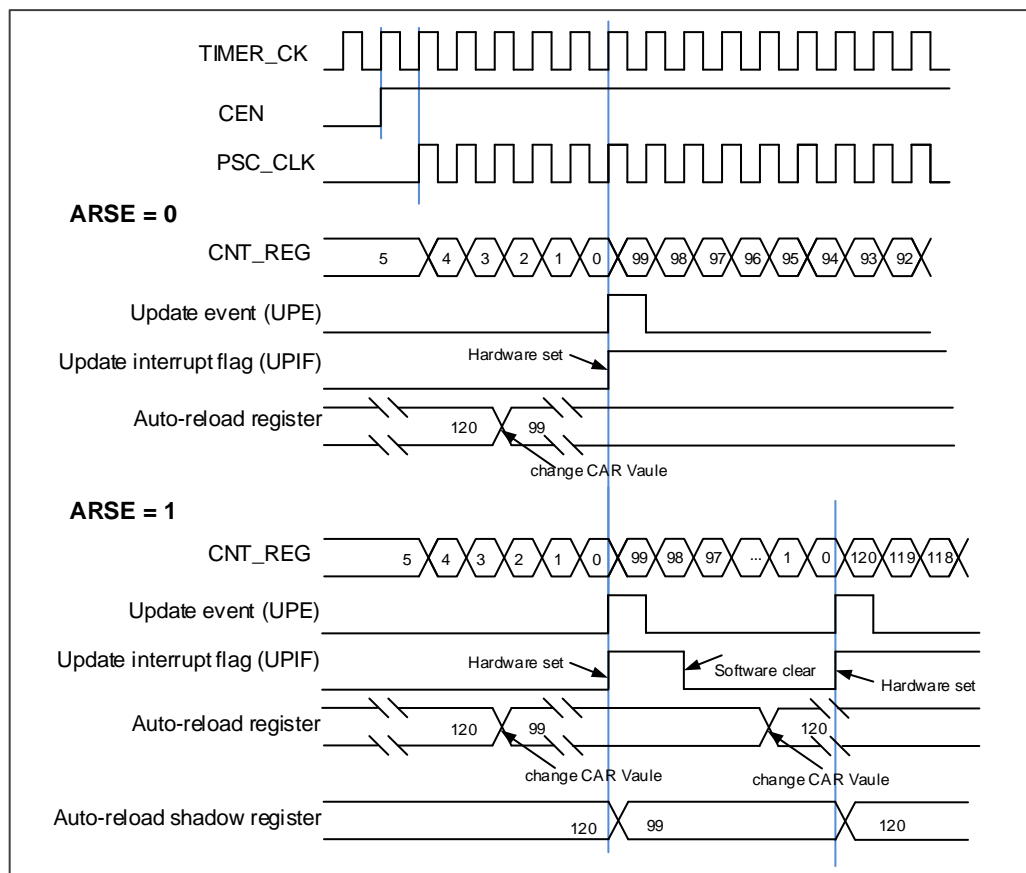 TIMER_CK
CEN
PSC_CLK
ARSE = 0
CNT_REG 5 4 3 2 1 0 99 98 97 96 95 94 93 92
Update event (UPE)
Update interrupt flag (UPIF) Hardware set
Auto-reload register 120 99
change CAR Vaule
ARSE = 1
CNT_REG 5 4 3 2 1 0 99 98 97 ... 1 0 120 119 118
Update event (UPE)
Update interrupt flag (UPIF) Hardware set Software clear Hardware set
Auto-reload register 120 99 120
change CAR Vaule change CAR Vaule
Auto-reload shadow register 120 99 120